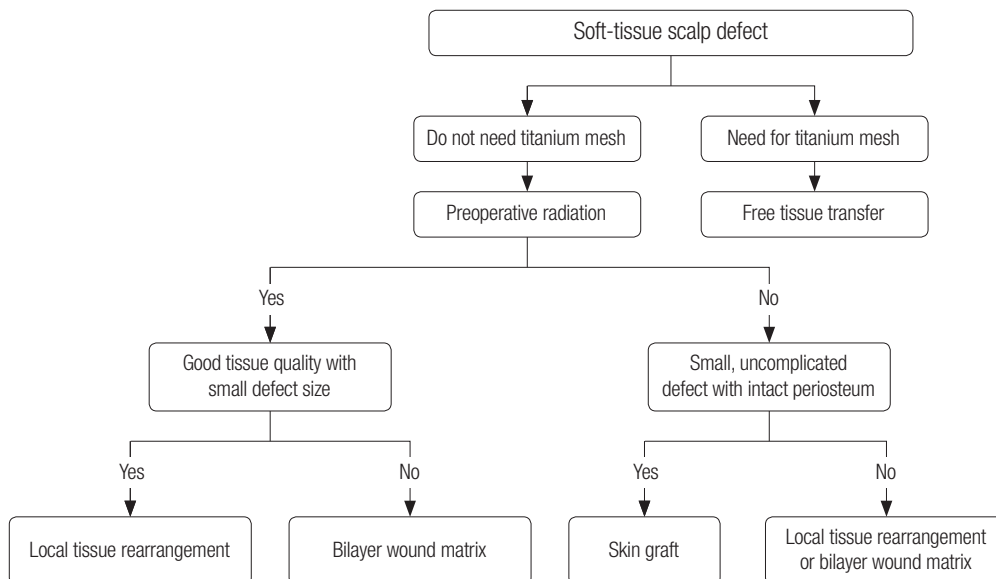 Soft-tissue scalp defect
Do not need titanium mesh
Need for titanium mesh
Preoperative radiation
Free tissue transfer
Yes
No
Good tissue quality with
small defect size
Small, uncomplicated
defect with intact periosteum
Yes
No
Yes
No
Local tissue rearrangement
Bilayer wound matrix
Skin graft
Local tissue rearrangement
or bilayer wound matrix